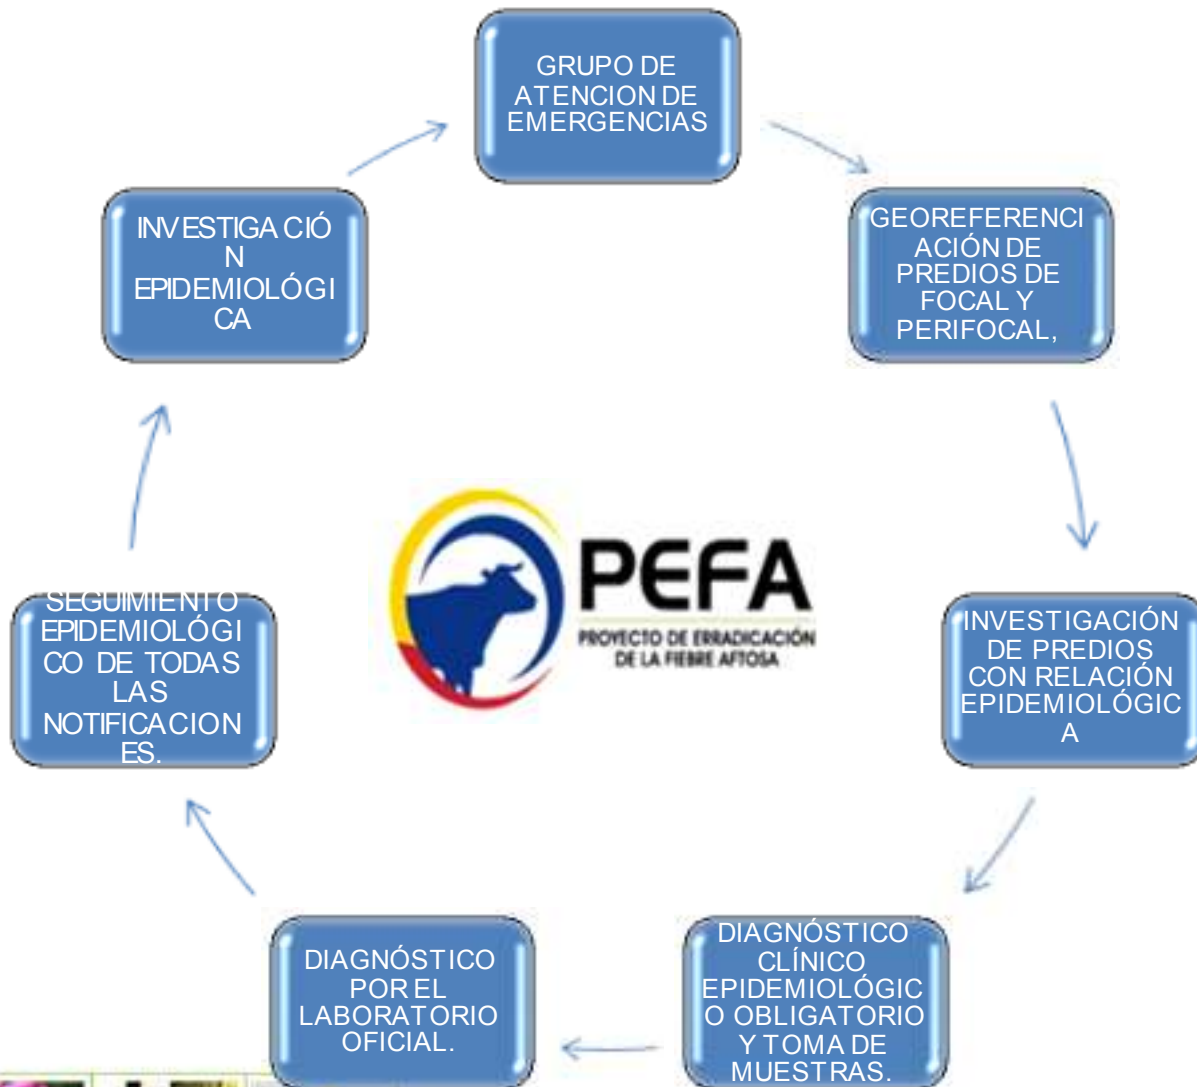 GRUPO DE
ATENCION DE
EMERGENCIAS
GEOREFERENCI
ACIÓN DE
PREDIOS DE
FOCAL Y
PERIFOCAL,
INVESTIGACIÓN
DE PREDIOS
CON RELACIÓN
EPIDEMIOLÓGIC
A
DIAGNÓSTICO
CLÍNICO
EPIDEMIOLÓGIC
O OBLIGATORIO
Y TOMA DE
MUESTRAS.
DIAGNÓSTICO
POR EL
LABORATORIO
OFICIAL.
SEGUIMIENTO
EPIDEMIOLÓGI
CO DE TODAS
LAS
NOTIFICACION
ES.
INVESTIGACIÓ
N
EPIDEMIOLÓGI
CA
PEFA
PROYECTO DE ERRADICACIÓN
DE LA FIEBRE AFTOSA